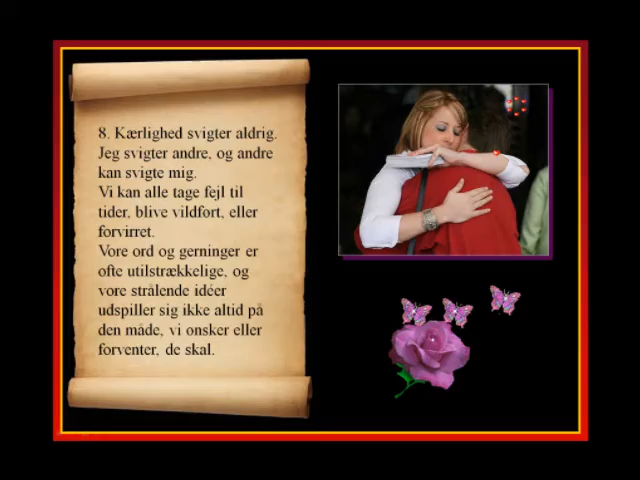 8. Kærlighed svigter aldrig.
Jeg svigter andre, og andre
kan svigte mig.
Vi kan alle tage fejl til
tider, blive vildfort, eller
forvirret.
Vore ord og gerninger er
ofte utilstrækkelige, og
vore strålende idéer
udspiller sig ikke altid på
den måde, vi onsker eller
forventer, de skal.